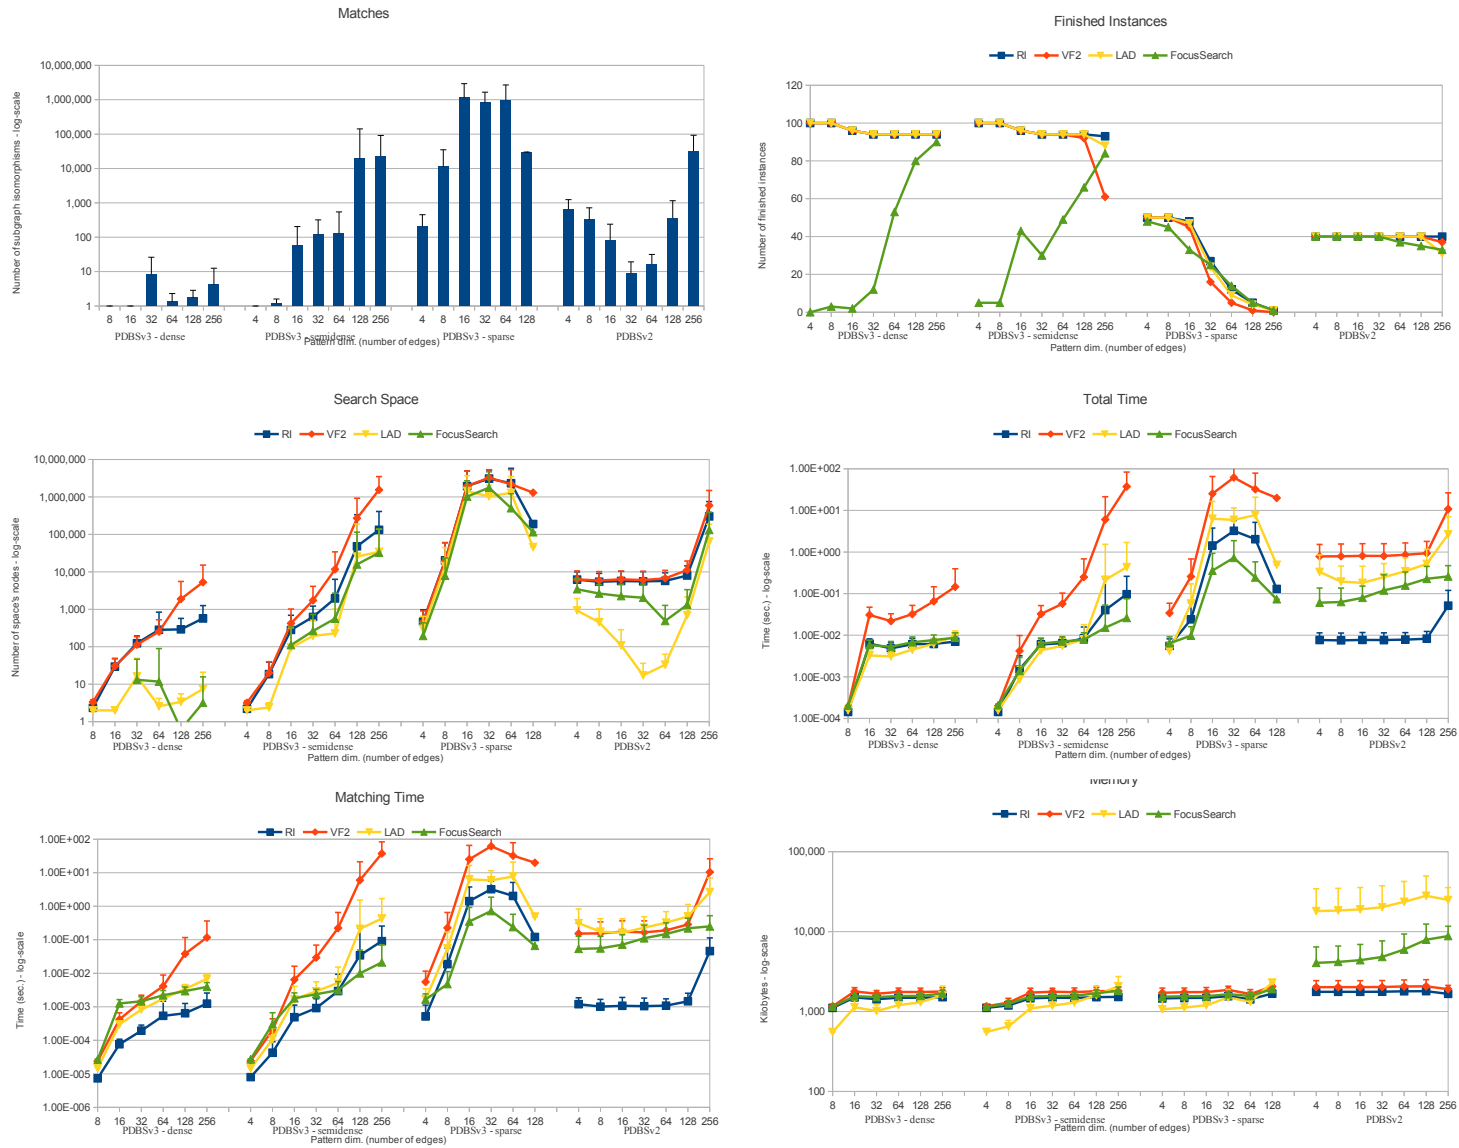 Matches
Number of subgraph isomorphisms - log-scale
10,000,000
1,000,000
100,000
10,000
1,000
100
10
1
8 16 32 64 128 256 4 8 16 32 64 128 256 4 8 16 32 64 128 4 8 16 32 64 128 256
PDBSv3 - dense PDBSv3 - semidense PDBSv3 - sparse PDBSv2
Pattern dim. (number of edges)
Finished Instances
RI VF2 LAD FocusSearch
Number of finished instances
120
100
80
60
40
20
0
4 8 16 32 64 128 256 4 8 16 32 64 128 256 4 8 16 32 64 128 256 4 8 16 32 64 128 256
PDBSv3 - dense PDBSv3 - semidense PDBSv3 - sparse PDBSv2
Pattern dim. (number of edges)
Search Space
RI VF2 LAD FocusSearch
Number of space's nodes - log-scale
10,000,000
1,000,000
100,000
10,000
1,000
100
10
1
8 16 32 64 128 256 4 8 16 32 64 128 256 4 8 16 32 64 128 4 8 16 32 64 128 256
PDBSv3 - dense PDBSv3 - semidense PDBSv3 - sparse PDBSv2
Pattern dim. (number of edges)
Total Time
RI VF2 LAD FocusSearch
Time (sec.) - log-scale
1.00E+002
1.00E+001
1.00E+000
1.00E-001
1.00E-002
1.00E-003
1.00E-004
8 16 32 64 128 256 4 8 16 32 64 128 256 4 8 16 32 64 128 4 8 16 32 64 128 256
PDBSv3 - dense PDBSv3 - semidense PDBSv3 - sparse PDBSv2
Pattern dim. (number of edges)
Matching Time
RI VF2 LAD FocusSearch
Time (sec.) - log-scale
1.00E+002
1.00E+001
1.00E+000
1.00E-001
1.00E-002
1.00E-003
1.00E-004
1.00E-005
1.00E-006
8 16 32 64 128 256 4 8 16 32 64 128 256 4 8 16 32 64 128 4 8 16 32 64 128 256
PDBSv3 - dense PDBSv3 - semidense PDBSv3 - sparse PDBSv2
Pattern dim. (number of edges)
Memory
RI VF2 LAD FocusSearch
Kilobytes - log-scale
100,000
10,000
1,000
100
8 16 32 64 128 256 4 8 16 32 64 128 256 4 8 16 32 64 128 4 8 16 32 64 128 256
PDBSv3 - dense PDBSv3 - semidense PDBSv3 - sparse PDBSv2
Pattern dim. (number of edges)